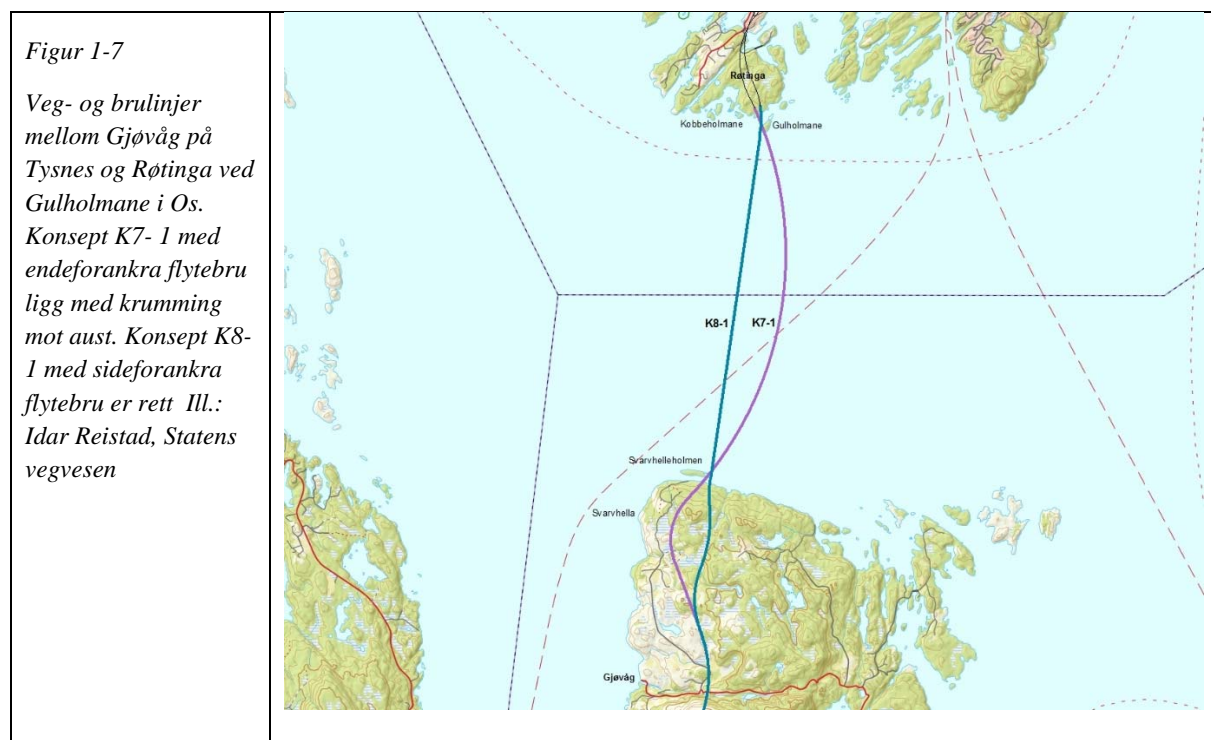 Figur 1-7
Veg- og brulinjer
mellom Gjøvåg på
Tysnes og Røtinga ved
Gulholmane i Os.
Konsept K7- 1 med
endeforankra flytebru
ligg med krumming
mot aust. Konsept K8-
1 med sideforankra
flytebru er rett Ill.:
Idar Reistad, Statens
vegvesen
Røtinga
Kobbeholmane
Gulholmane
K8-1
K7-1
Svarvhelleholmen
Svarvhella
Gjøvåg